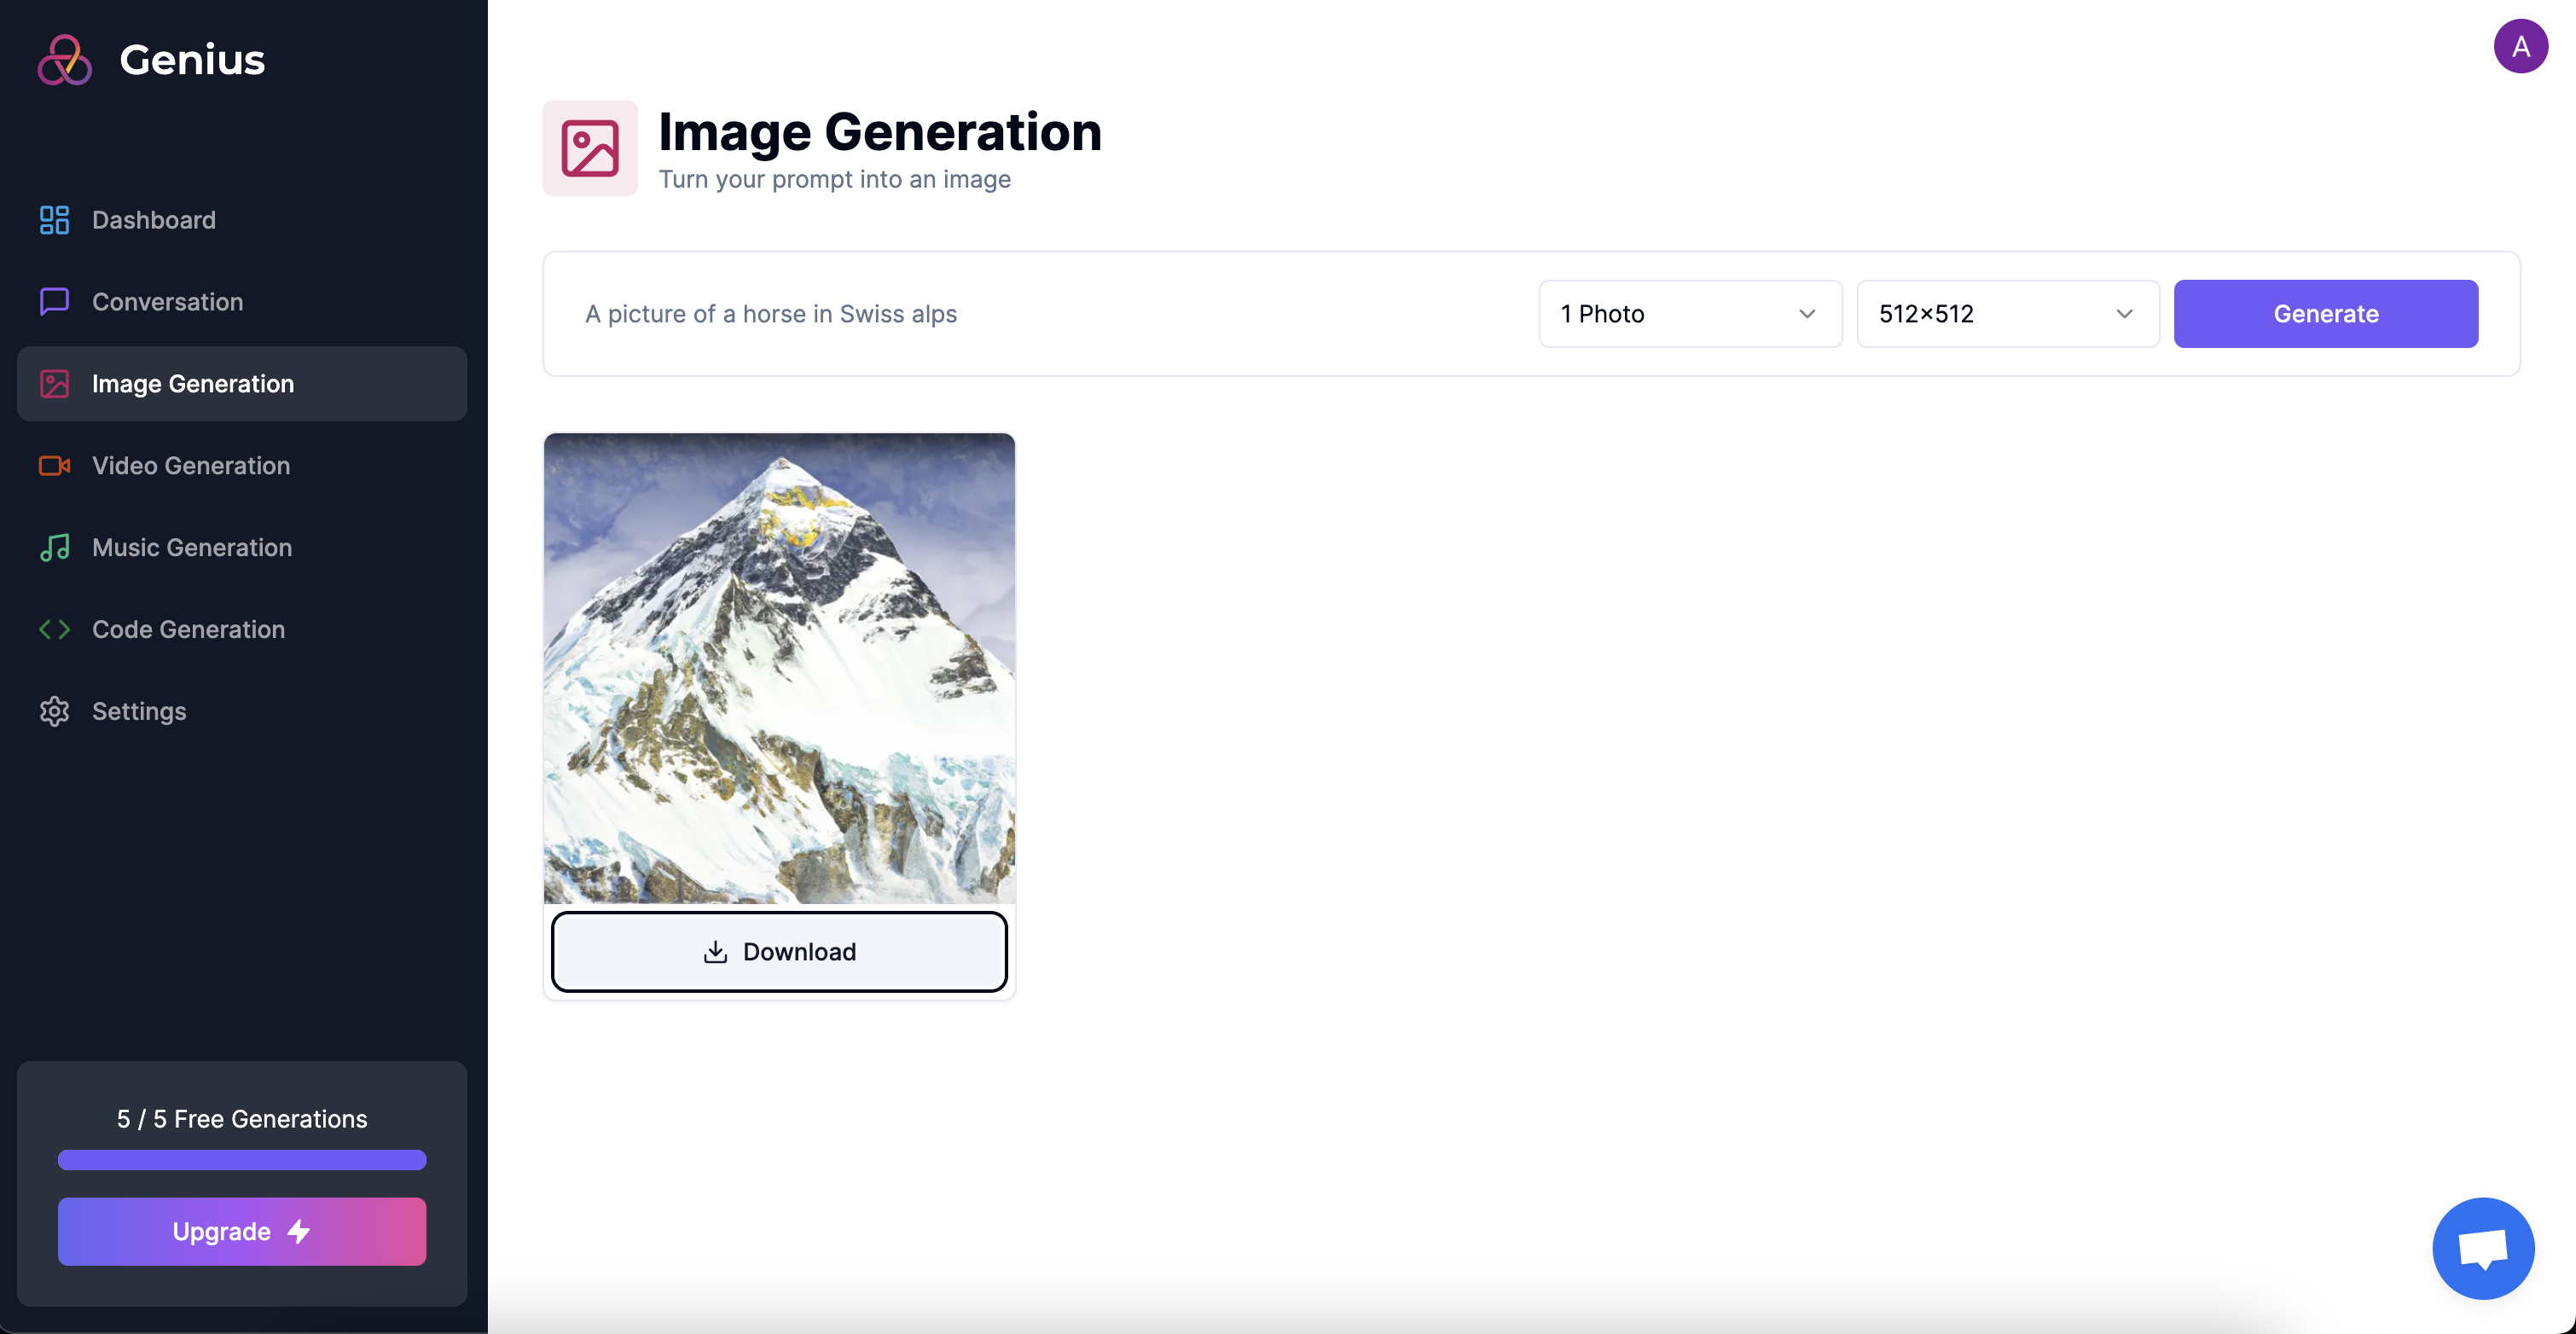 Genius
Dashboard
Conversation
Image Generation
Video Generation
Music Generation
Code Generation
Settings
5 / 5 Free Generations
Upgrade
A
Image Generation
Turn your prompt into an image
A picture of a horse in Swiss alps
1 Photo
512×512
Generate
Download